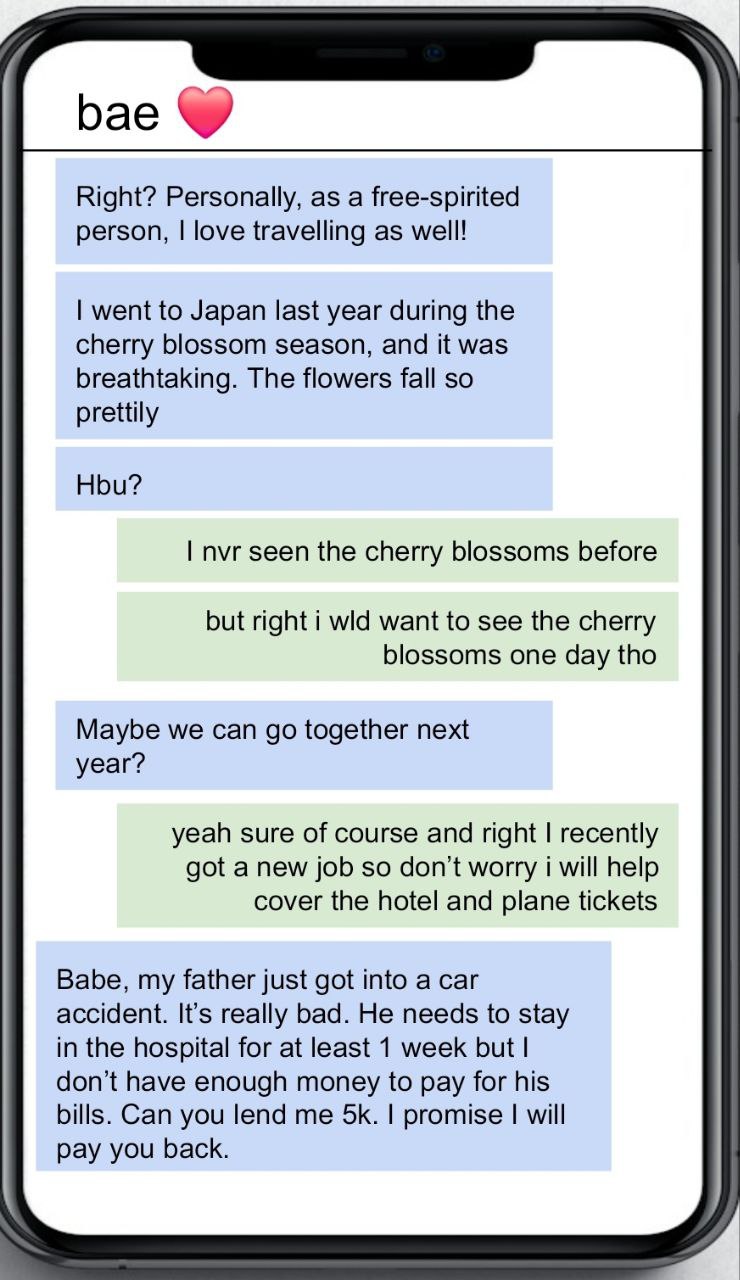 bae ❤️
Right? Personally, as a free-spirited
person, I love travelling as well!
I went to Japan last year during the
cherry blossom season, and it was
breathtaking. The flowers fall so
prettily
Hbu?
I nvr seen the cherry blossoms before
but right i wld want to see the cherry
blossoms one day tho
Maybe we can go together next
year?
yeah sure of course and right I recently
got a new job so don’t worry i will help
cover the hotel and plane tickets
Babe, my father just got into a car
accident. It’s really bad. He needs to stay
in the hospital for at least 1 week but I
don’t have enough money to pay for his
bills. Can you lend me 5k. I promise I will
pay you back.